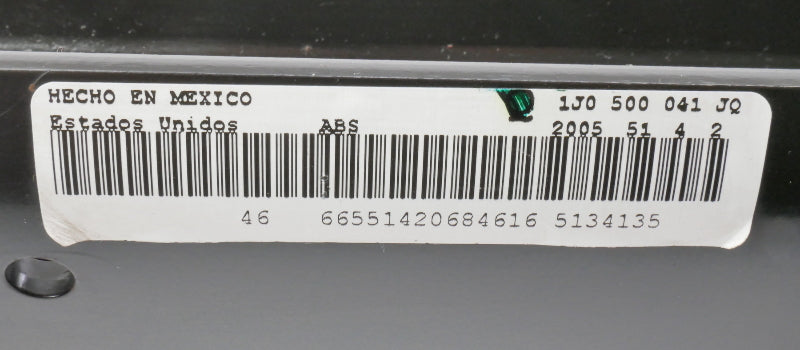 HECHO EN MEXICO 1J0 500 041 JQ
Estados Unidos ABS 2005 51 4 2
46 66551420684616 5134135